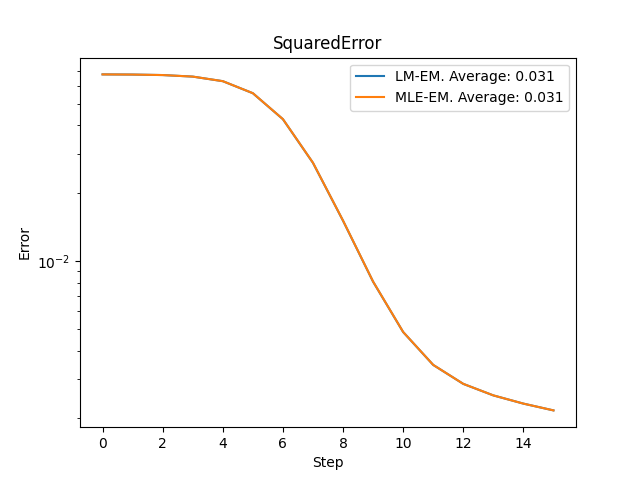 SquaredError
LM-EM. Average: 0.031
MLE-EM. Average: 0.031
Error
10⁻²
0 2 4 6 8 10 12 14
Step